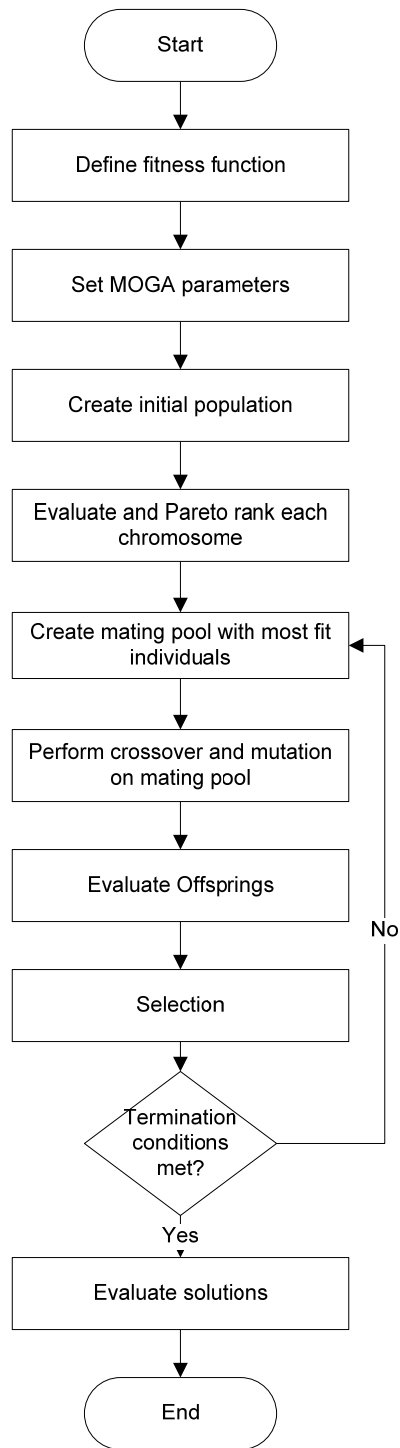 Start
Define fitness function
Set MOGA parameters
Create initial population
Evaluate and Pareto rank each
chromosome
Create mating pool with most fit
individuals
Perform crossover and mutation
on mating pool
Evaluate Offsprings
No
Selection
Termination
conditions
met?
Yes
Evaluate solutions
End